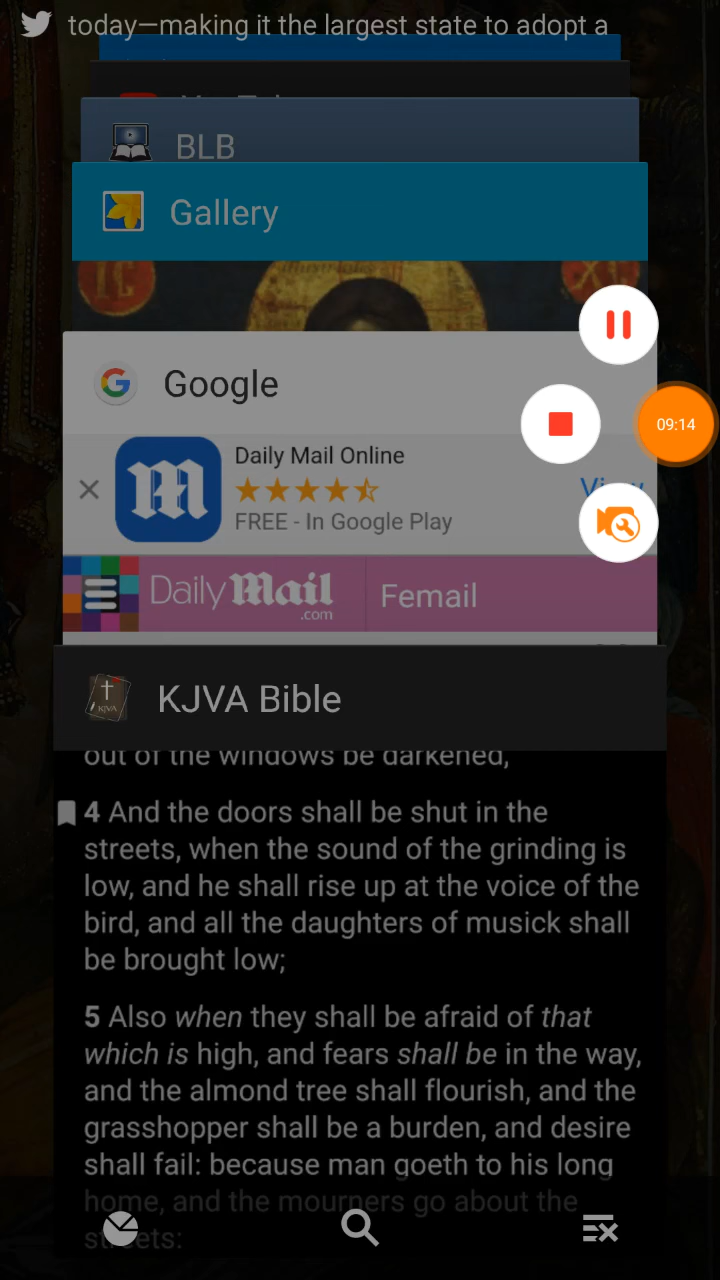 today—making it the largest state to adopt a
BLB
Gallery
IC
Google
Daily Mail Online
View
FREE - In Google Play
09:14
Daily Mail
.com
Femail
KJVA Bible
out of the windows be darkened,
4 And the doors shall be shut in the
streets, when the sound of the grinding is
low, and he shall rise up at the voice of the
bird, and all the daughters of musick shall
be brought low;
5 Also when they shall be afraid of that
which is high, and fears shall be in the way,
and the almond tree shall flourish, and the
grasshopper shall be a burden, and desire
shall fail: because man goeth to his long
home, and the mourners go about the
streets: